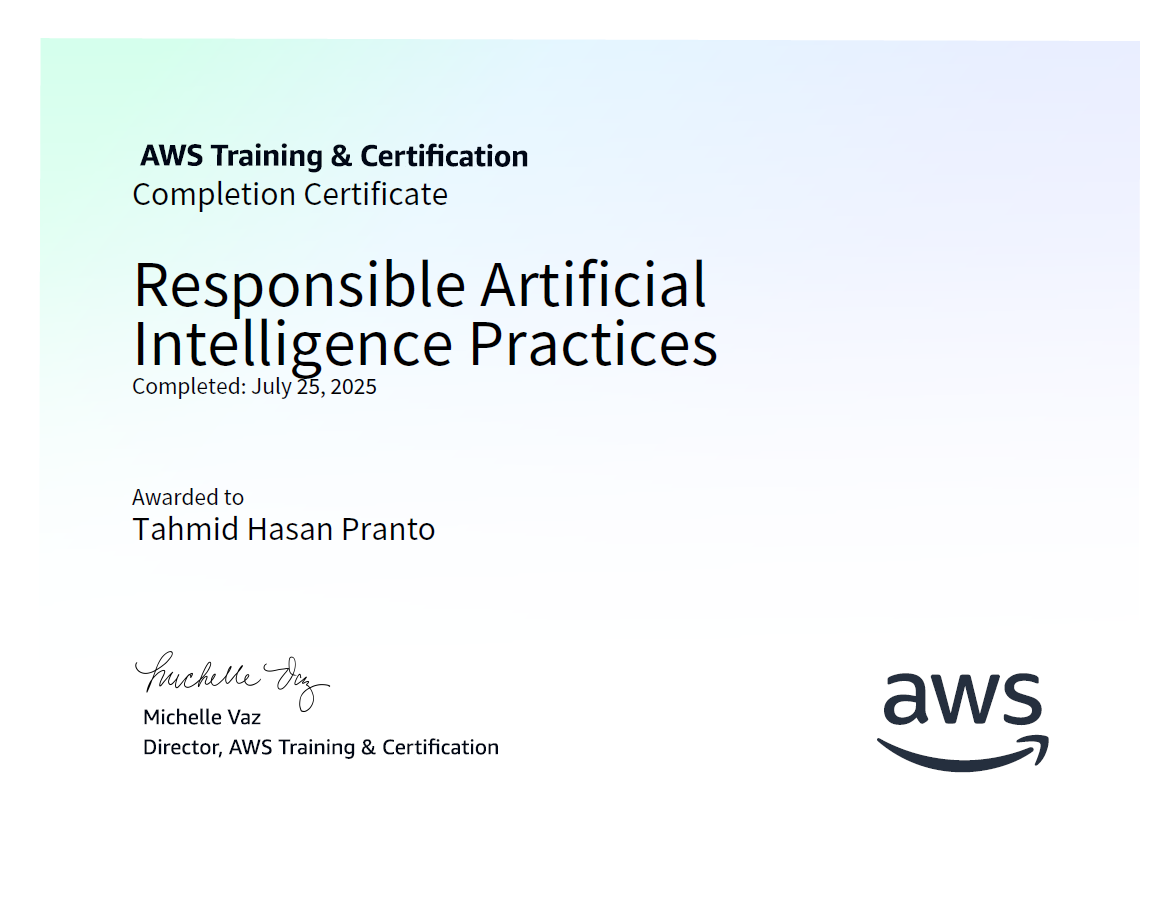 AWS Training & Certification
Completion Certificate
Responsible Artificial
Intelligence Practices
Completed: July 25, 2025
Awarded to
Tahmid Hasan Pranto
Michelle Vaz
Michelle Vaz
Director, AWS Training & Certification
aws